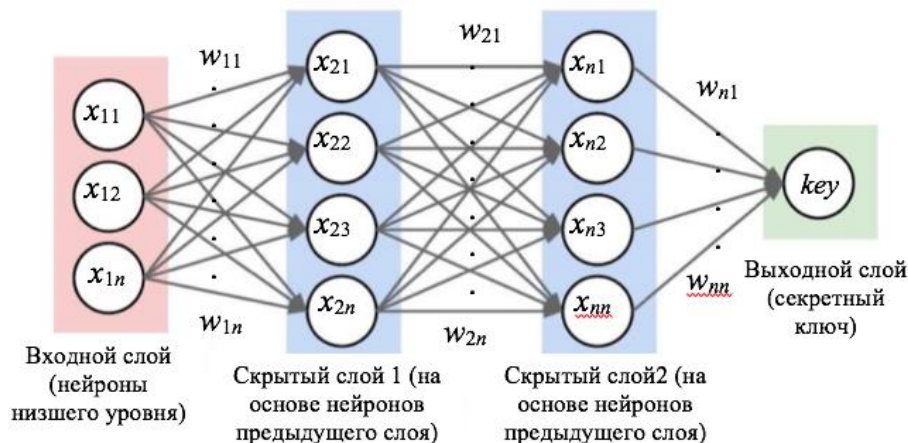 w11
w21
x11
x12
x1n
x21
x22
x23
x2n
xn1
xn2
xn3
xnn
wn1
key
wnn
w1n
w2n
Входной слой
(нейроны
низшего уровня)
Скрытый слой 1 (на
основе нейронов
предыдущего слоя)
Скрытый слой2 (на
основе нейронов
предыдущего слоя)
Выходной слой
(секретный
ключ)